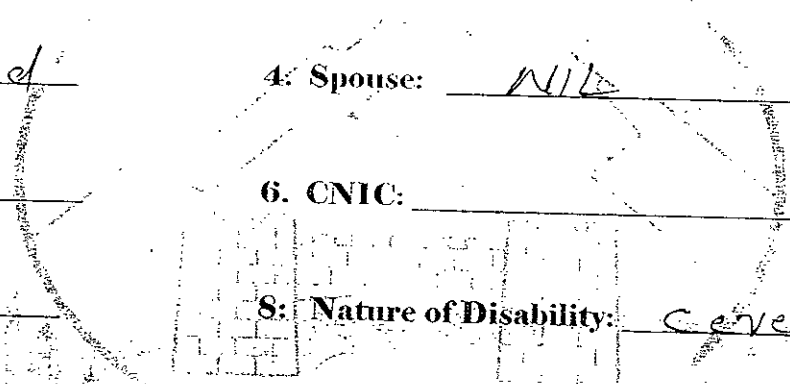 d 4: Spouse: NIL
6. CNIC:
8: Nature of Disability: Cere